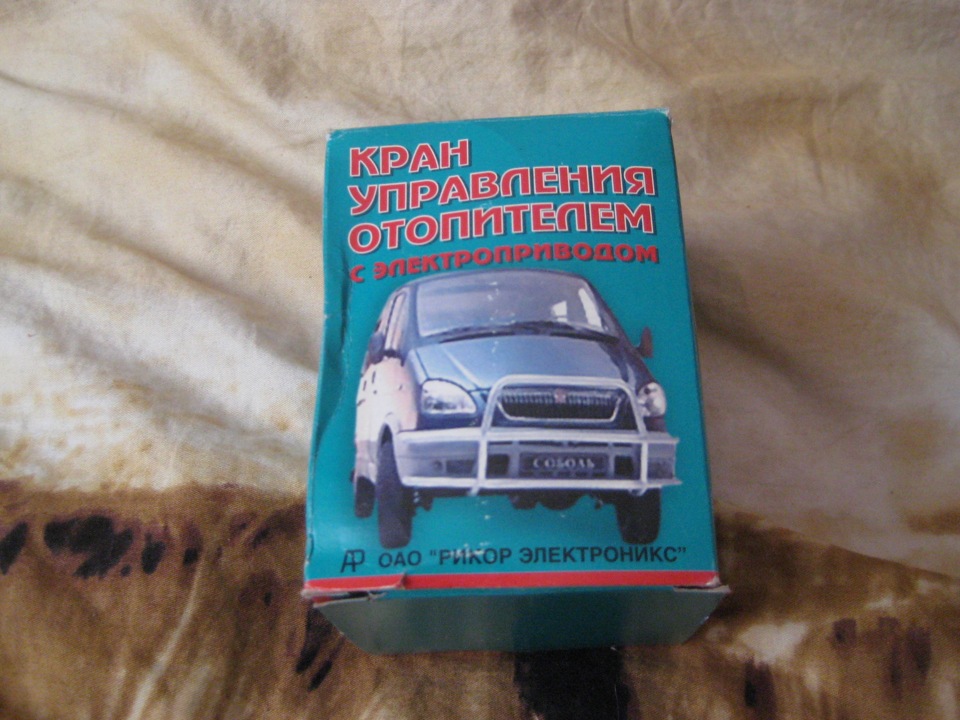 КРАН
УПРАВЛЕНИЯ
ОТОПИТЕЛЕМ
С ЭЛЕКТРОПРИВОДОМ
СОБОЛЬ
ОАО "РИКОР ЭЛЕКТРОНИКС"